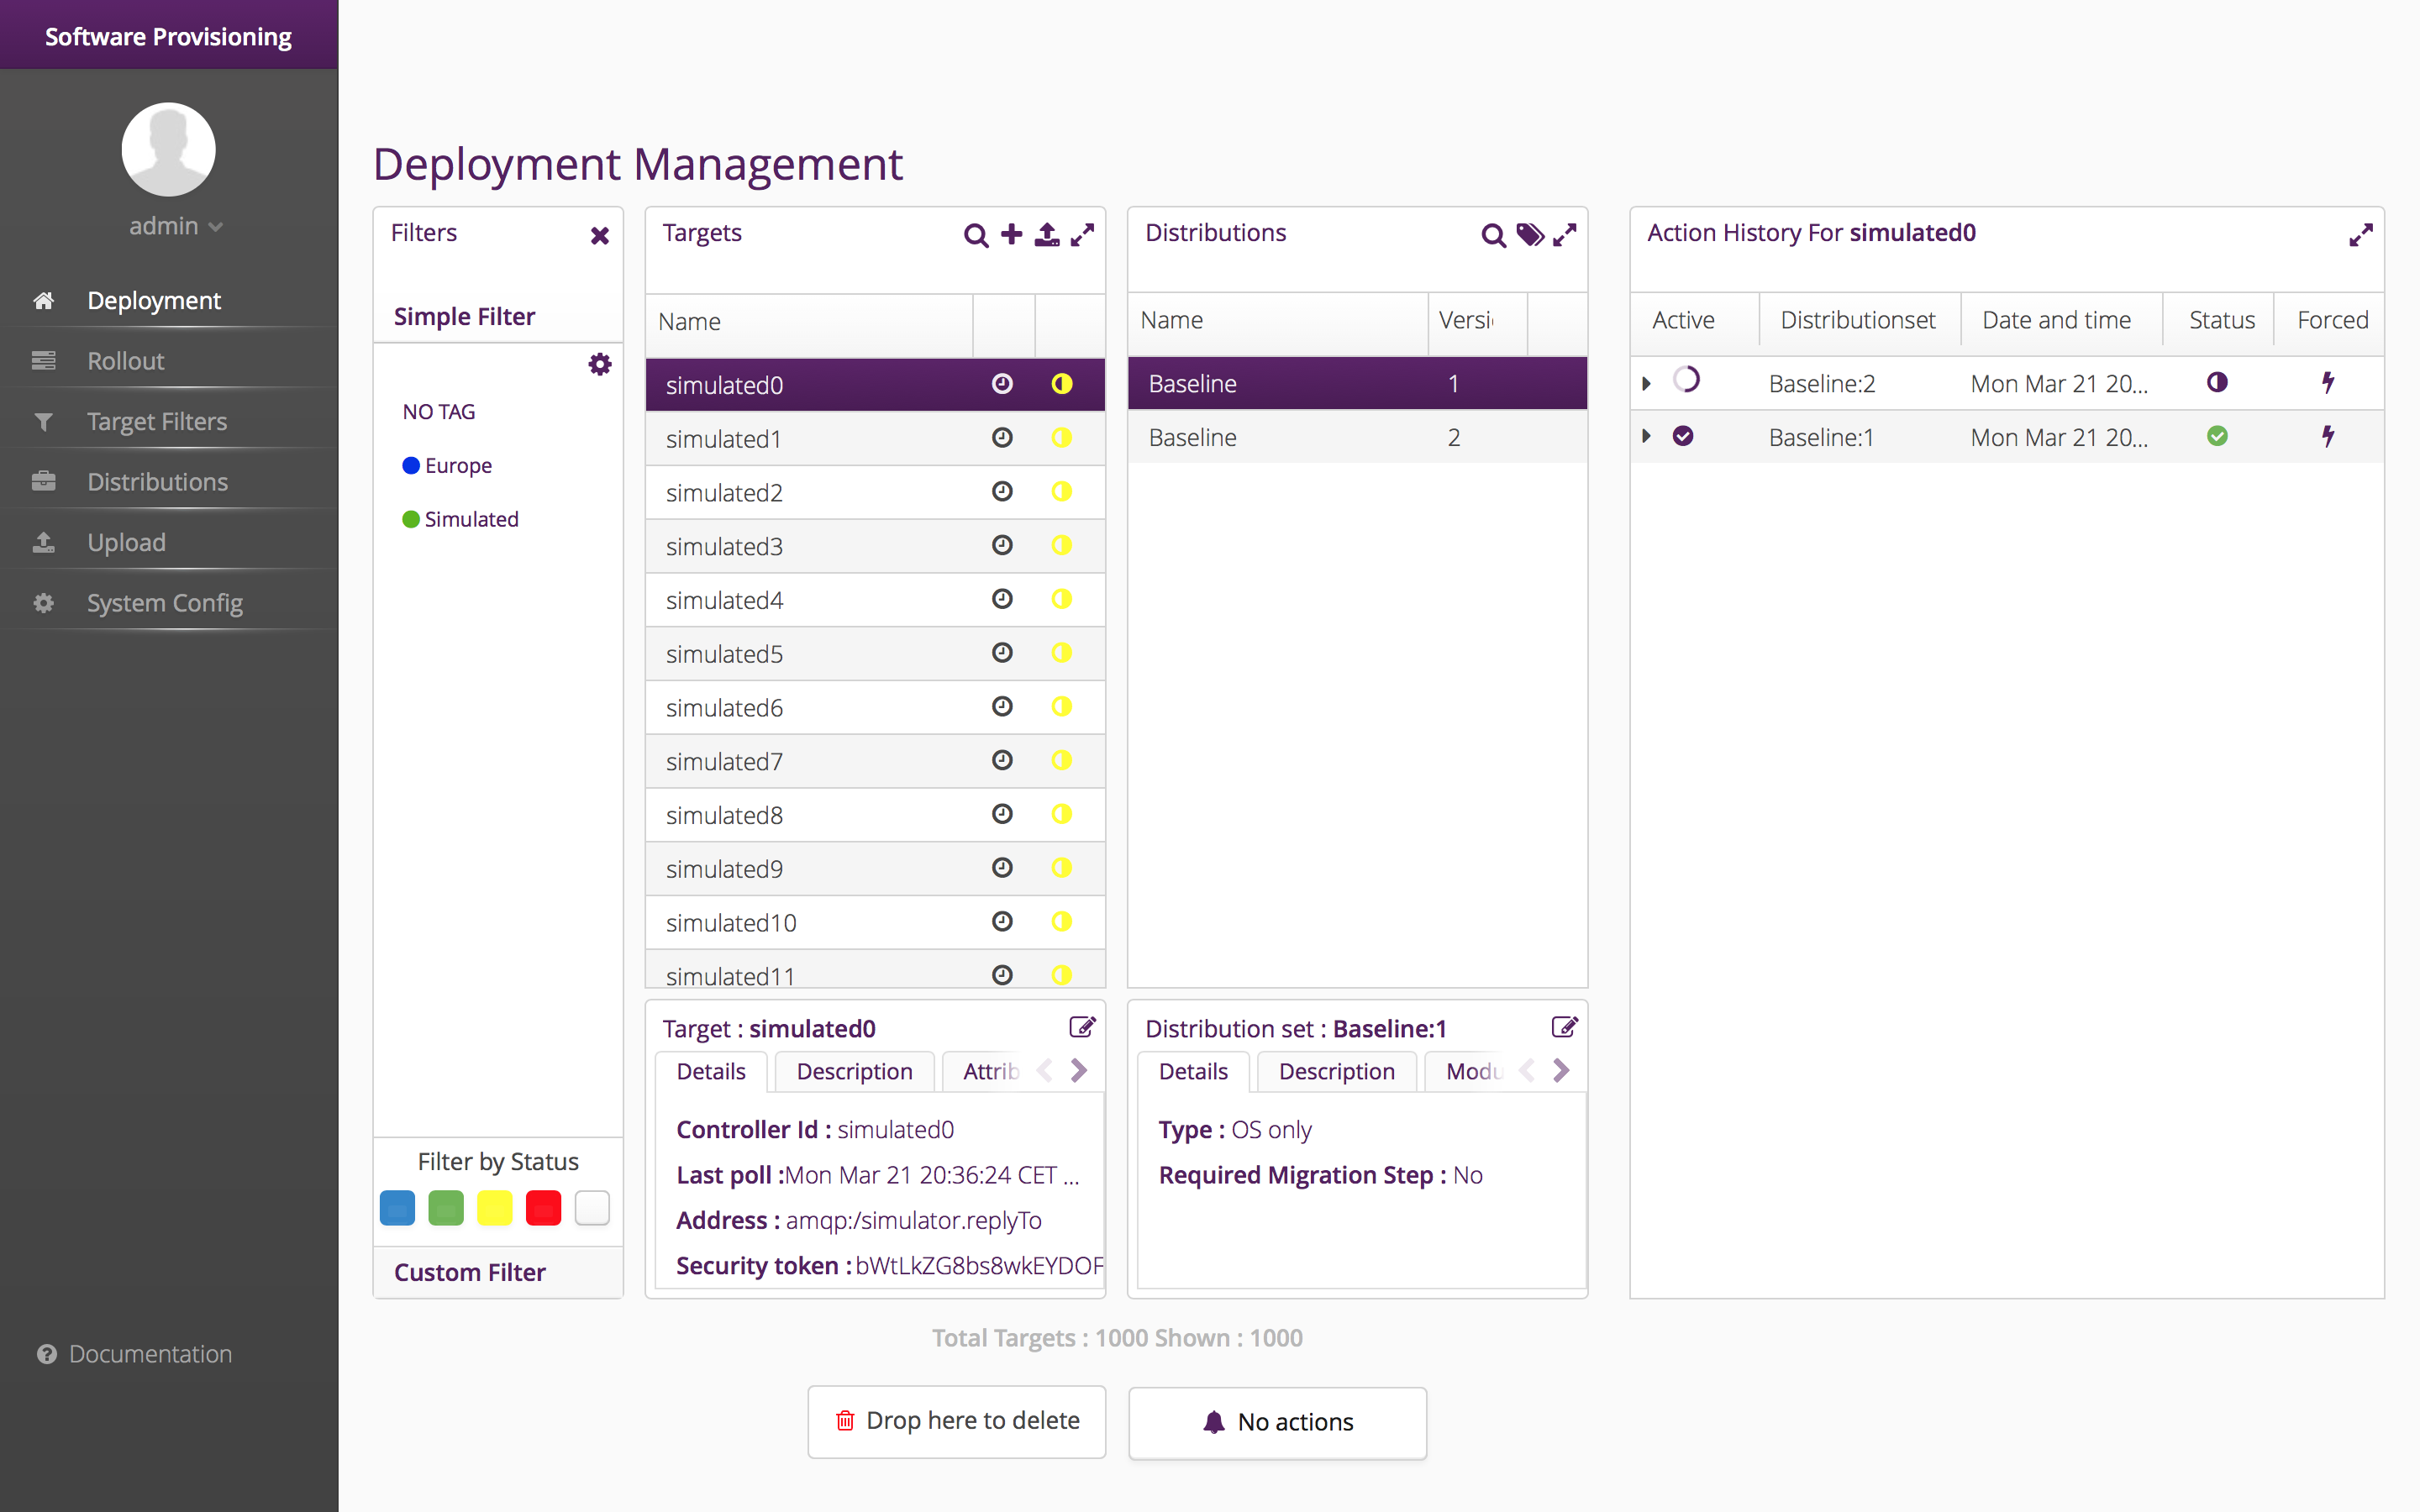 Software Provisioning
admin
Deployment
Rollout
Target Filters
Distributions
Upload
System Config
Documentation
Deployment Management
Filters
Simple Filter
NO TAG
Europe
Simulated
Filter by Status
Custom Filter
Targets
Name
simulated0
simulated1
simulated2
simulated3
simulated4
simulated5
simulated6
simulated7
simulated8
simulated9
simulated10
simulated11
Target : simulated0
Details Description Attrib
Controller Id : simulated0
Last poll :Mon Mar 21 20:36:24 CET ...
Address : amqp:/simulator.replyTo
Security token : bWtLkZG8bs8wkEYDOF
Distributions
Name Versi
Baseline 1
Baseline 2
Distribution set : Baseline:1
Details Description Modu
Type : OS only
Required Migration Step : No
Action History For simulated0
Active Distributionset Date and time Status Forced
Baseline:2 Mon Mar 21 20...
Baseline:1 Mon Mar 21 20...
Total Targets : 1000 Shown : 1000
Drop here to delete
No actions